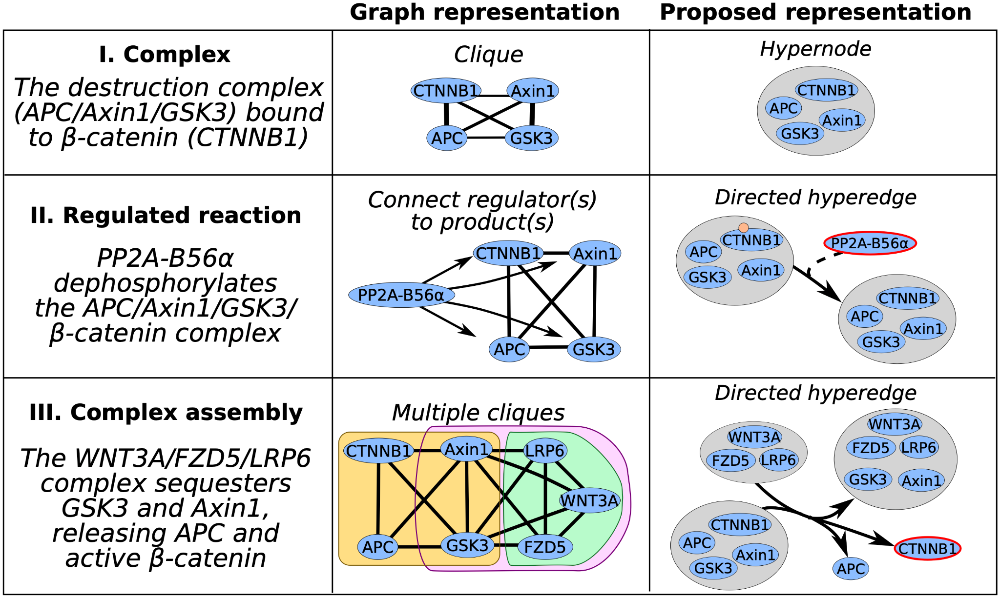 Graph representation
Proposed representation
I. Complex
The destruction complex
(APC/Axin1/GSK3) bound
to β-catenin (CTNNB1)
Clique
CTNNB1
Axin1
APC
GSK3
Hypernode
CTNNB1
APC
Axin1
GSK3
II. Regulated reaction
PP2A-B56α
dephosphorylates
the APC/Axin1/GSK3/
β-catenin complex
Connect regulator(s)
to product(s)
CTNNB1
Axin1
PP2A-B56α
APC
GSK3
Directed hyperedge
CTNNB1
APC
GSK3
Axin1
PP2A-B56α
CTNNB1
APC
Axin1
GSK3
III. Complex assembly
The WNT3A/FZD5/LRP6
complex sequesters
GSK3 and Axin1,
releasing APC and
active β-catenin
Multiple cliques
CTNNB1
Axin1
LRP6
WNT3A
APC
GSK3
FZD5
Directed hyperedge
WNT3A
FZD5
LRP6
WNT3A
FZD5
LRP6
GSK3
Axin1
CTNNB1
APC
Axin1
GSK3
CTNNB1
APC